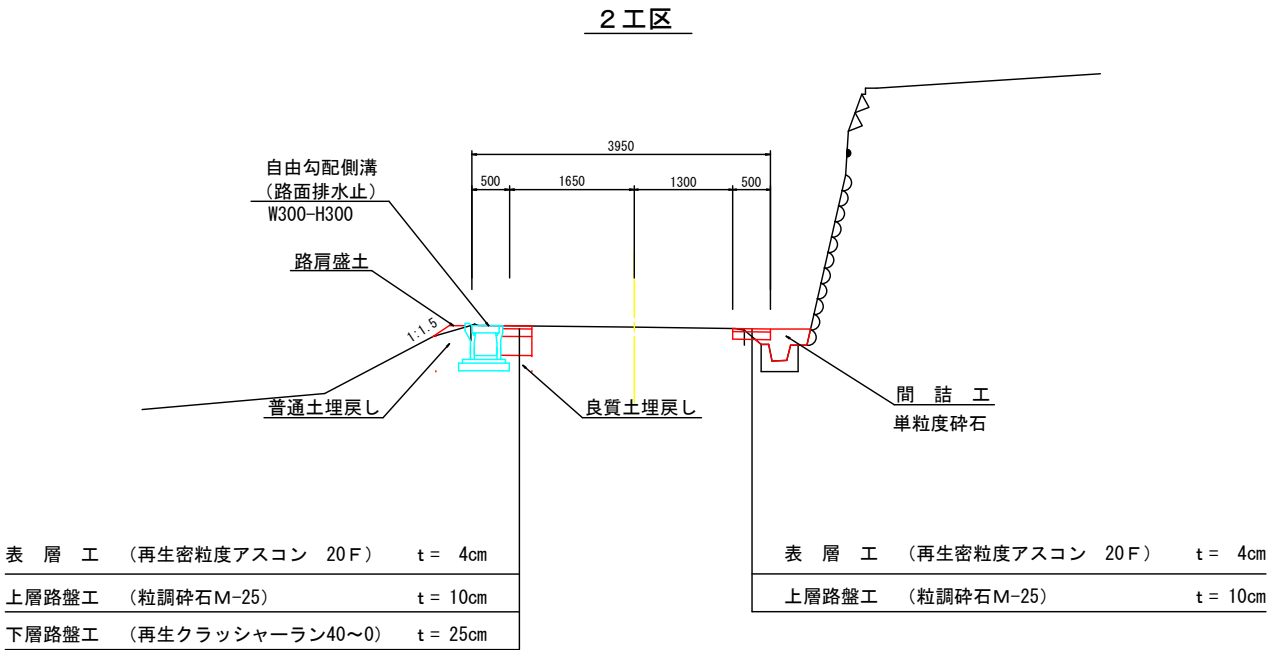 ２工区
3950
500
1650
1300
500
自由勾配側溝
(路面排水止)
W300-H300
路肩盛土
1:1.5
普通土埋戻し
良質土埋戻し
間　詰　工
単粒度砕石
表　層　工　(再生密粒度アスコン　20Ｆ)　ｔ＝　4cm
上層路盤工　(粒調砕石Ｍ-25)　ｔ＝ 10cm
下層路盤工　(再生クラッシャーラン40～0)　ｔ＝ 25cm
表　層　工　(再生密粒度アスコン　20Ｆ)　ｔ＝　4cm
上層路盤工　(粒調砕石Ｍ-25)　ｔ＝ 10cm